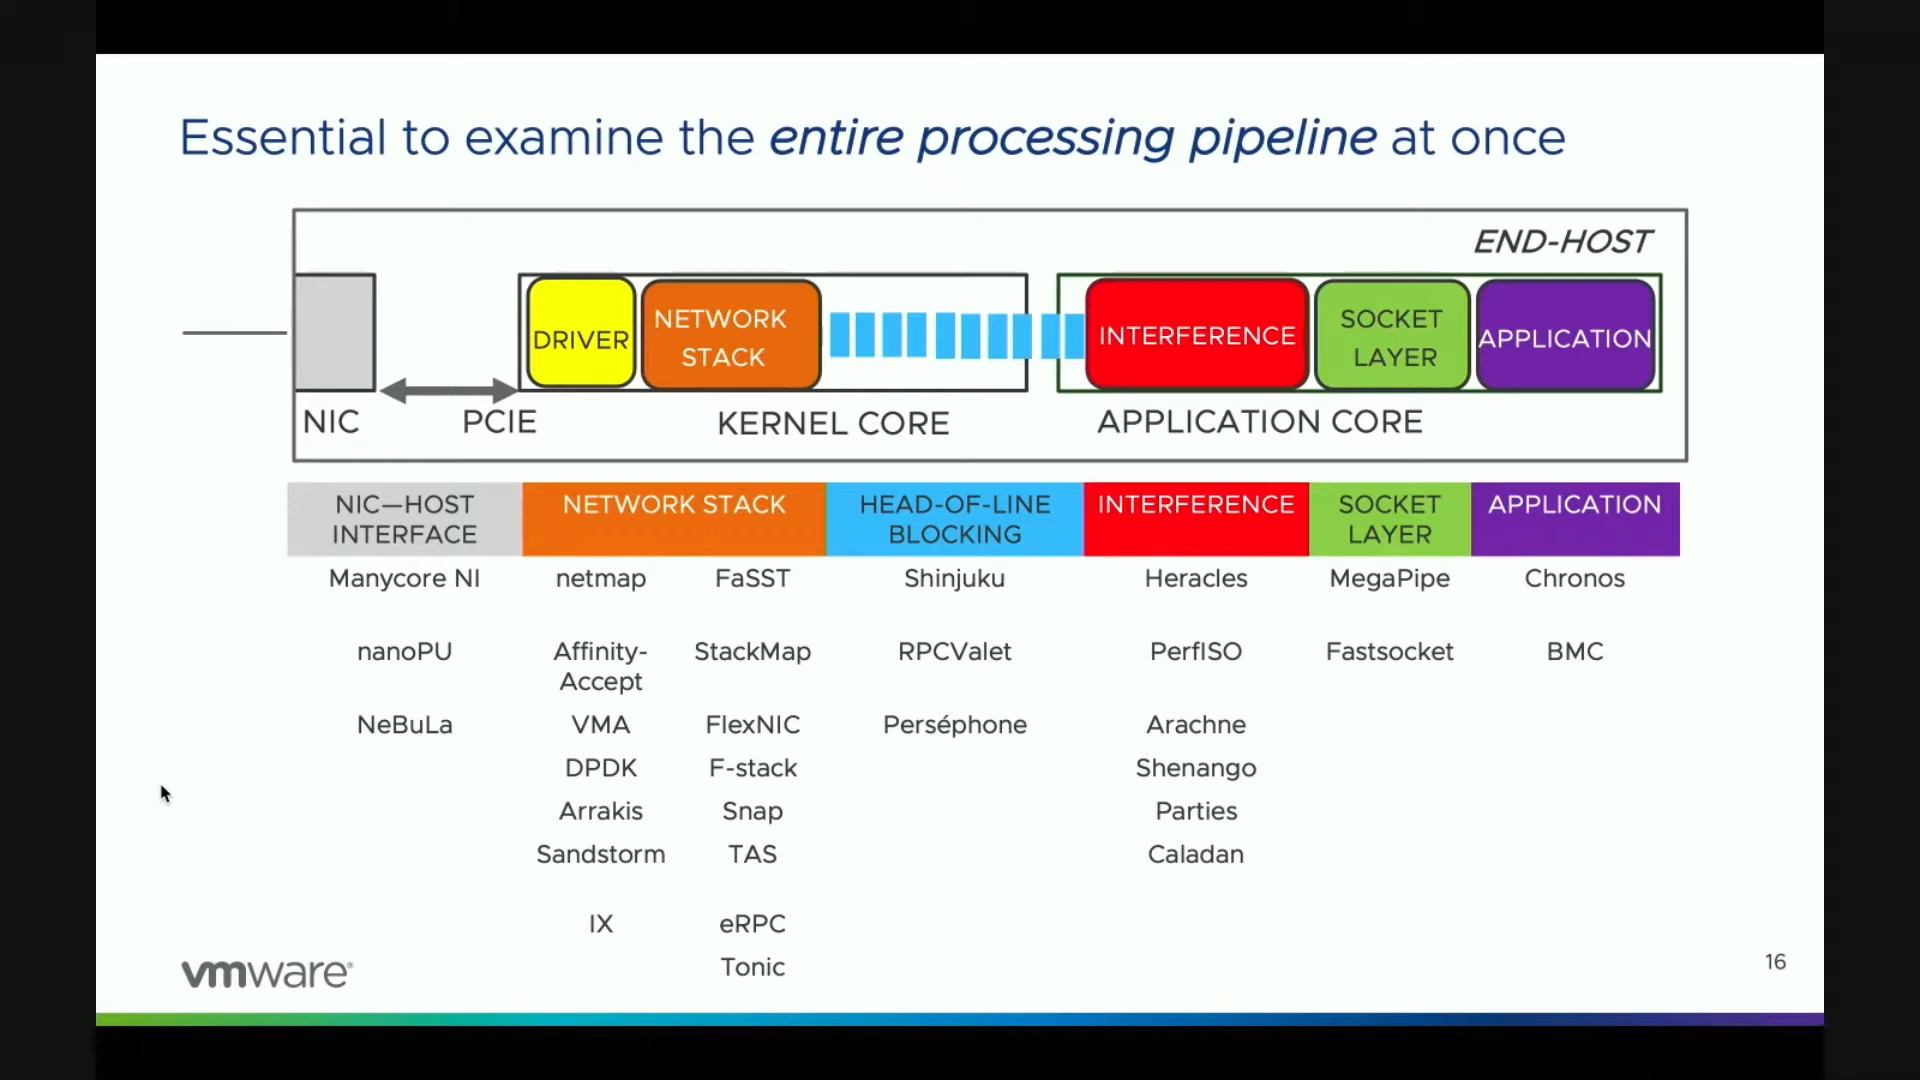 Essential to examine the entire processing pipeline at once
END-HOST
DRIVER
NETWORK
STACK
INTERFERENCE
SOCKET
LAYER
APPLICATION
NIC
PCIE
KERNEL CORE
APPLICATION CORE
NIC—HOST
INTERFACE
NETWORK STACK
HEAD-OF-LINE
BLOCKING
INTERFERENCE
SOCKET
LAYER
APPLICATION
Manycore NI
netmap
FaSST
Shinjuku
Heracles
MegaPipe
Chronos
nanoPU
Affinity-
Accept
StackMap
RPCValet
PerfISO
Fastsocket
BMC
NeBuLa
VMA
FlexNIC
Perséphone
Arachne
DPDK
F-stack
Shenango
Arrakis
Snap
Parties
Sandstorm
TAS
Caladan
IX
eRPC
Tonic
vmware®
16